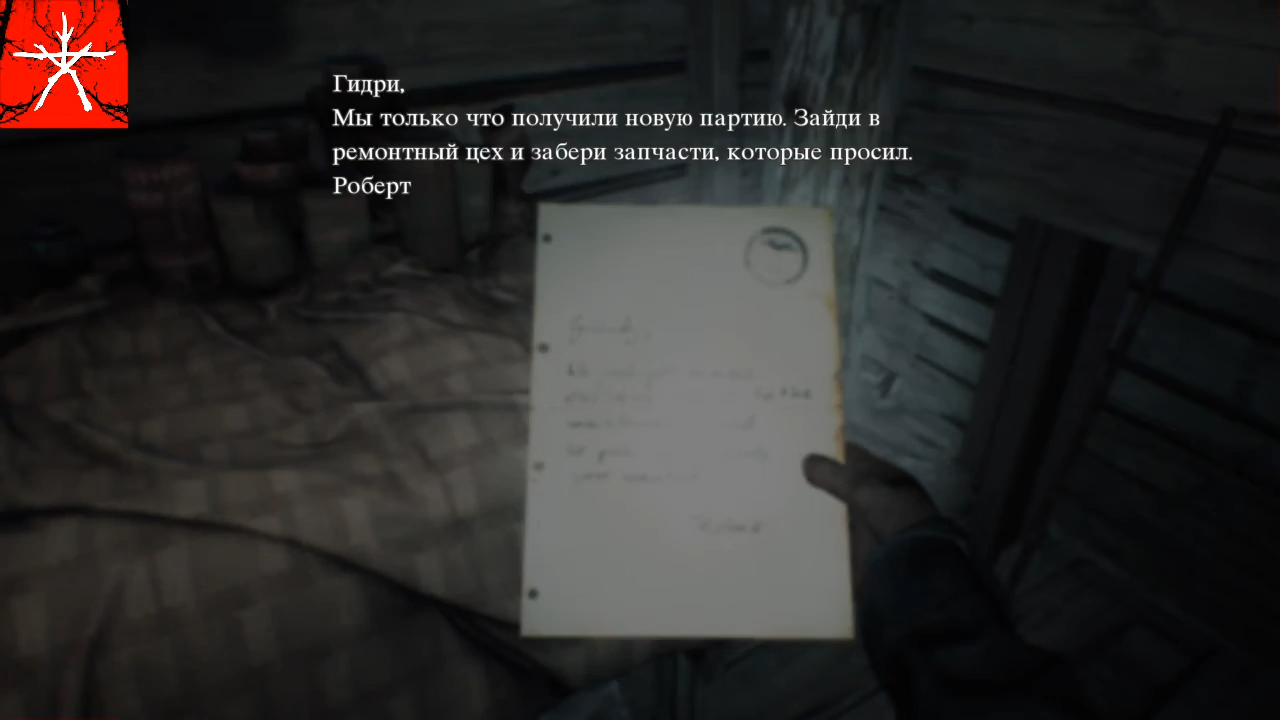 Гидри,
Мы только что получили новую партию. Зайди в
ремонтный цех и забери запчасти, которые просил.
Роберт